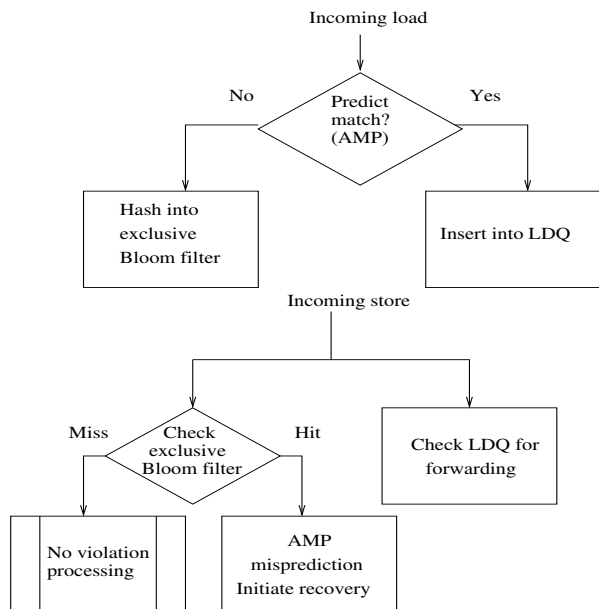 Incoming load
No
Predict
match?
(AMP)
Yes
Hash into
exclusive
Bloom filter
Insert into LDQ
Incoming store
Miss
Check
exclusive
Bloom filter
Hit
Check LDQ for
forwarding
No violation
processing
AMP
misprediction
Initiate recovery